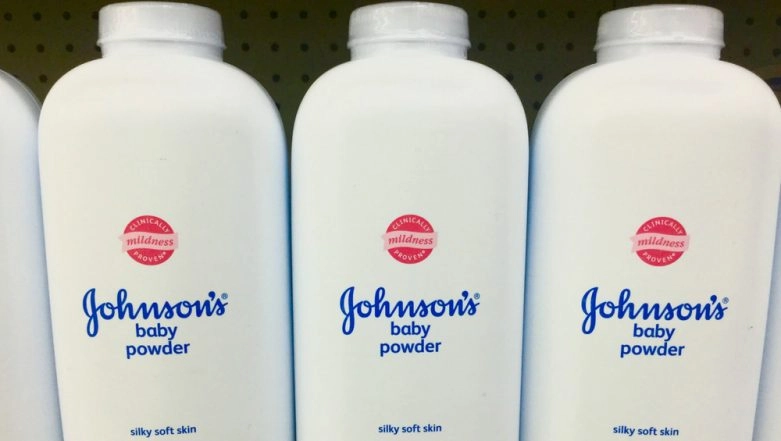 CLINICALLY
mildness
PROVEN®
Johnson's®
baby
powder
silky soft skin
CLINICALLY
mildness
PROVEN®
Johnson's®
baby
powder
silky soft skin
CLINICALLY
mildness
PROVEN®
Johnson's®
baby
powder
silky soft skin